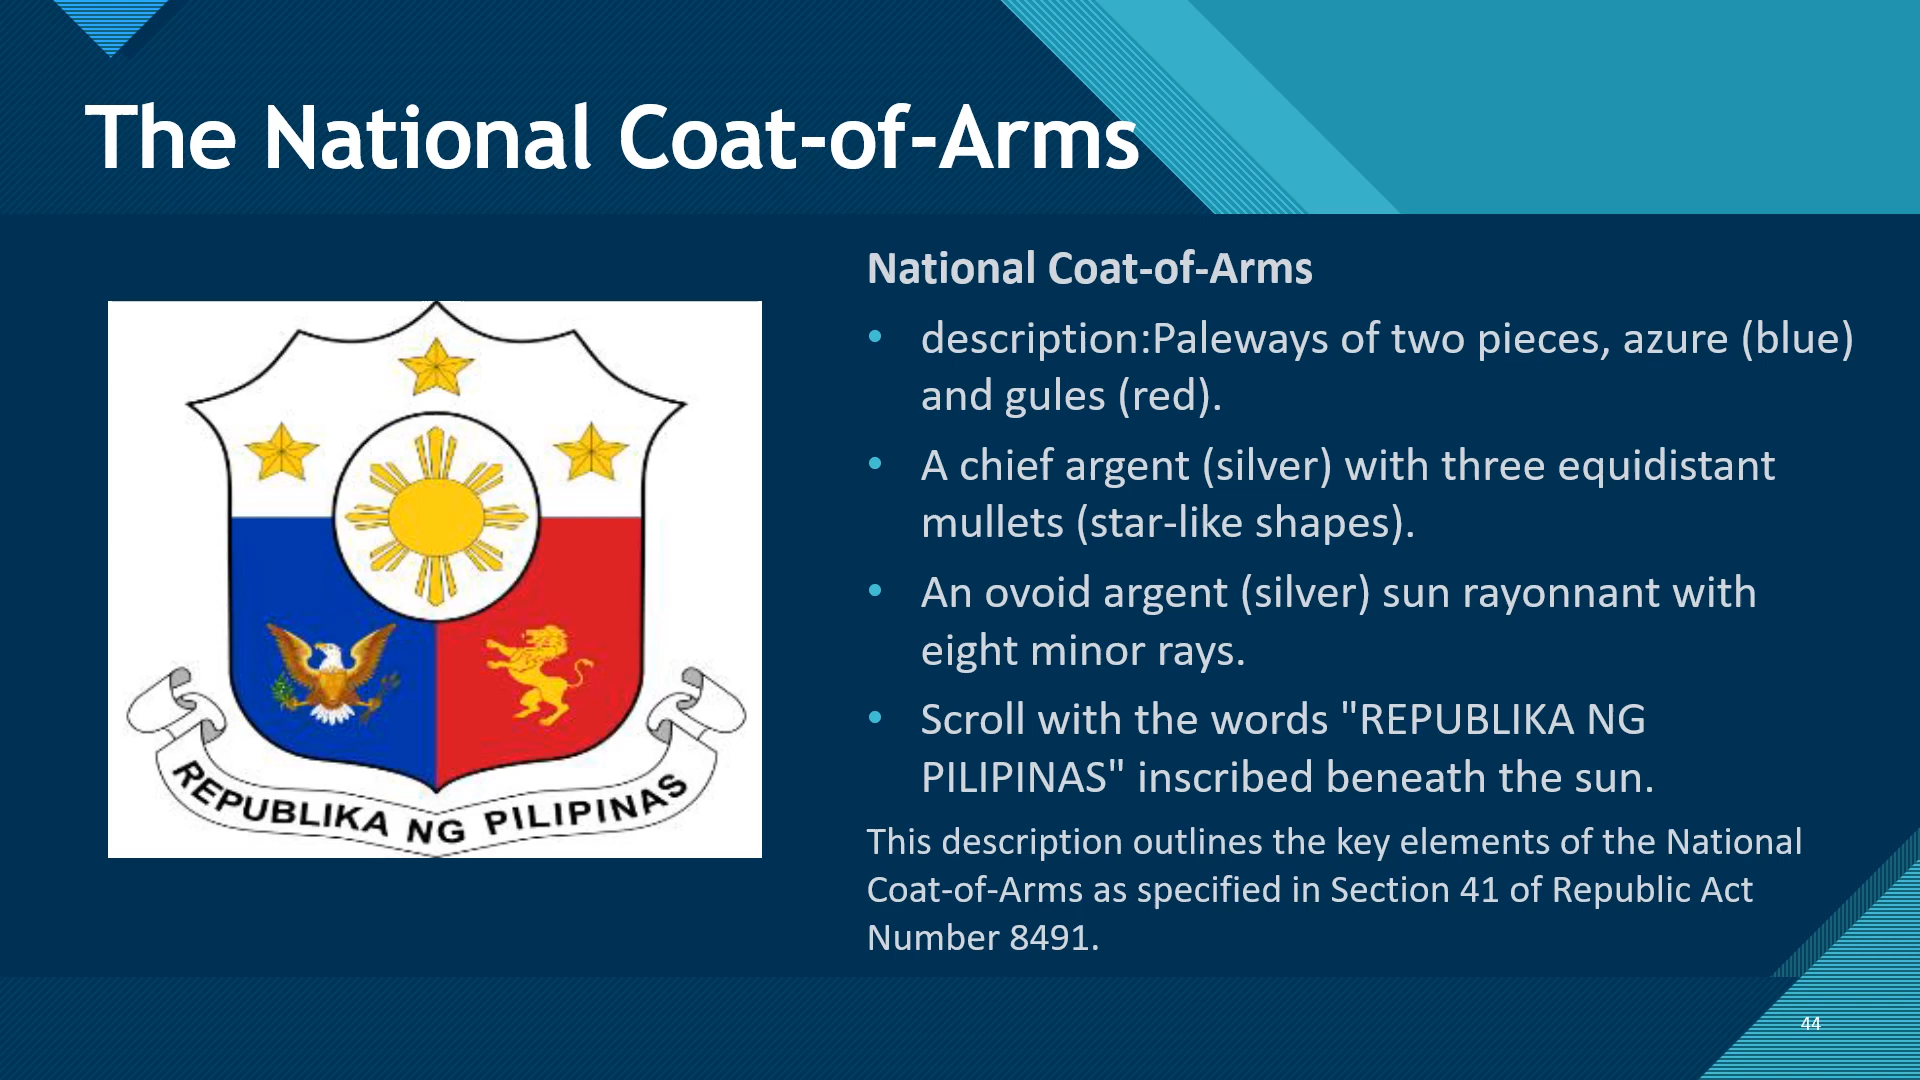 The National Coat-of-Arms
REPUBLIKA NG PILIPINAS
National Coat-of-Arms
• description:Paleways of two pieces, azure (blue)
and gules (red).
• A chief argent (silver) with three equidistant
mullets (star-like shapes).
• An ovoid argent (silver) sun rayonnant with
eight minor rays.
• Scroll with the words "REPUBLIKA NG
PILIPINAS" inscribed beneath the sun.
This description outlines the key elements of the National
Coat-of-Arms as specified in Section 41 of Republic Act
Number 8491.
44